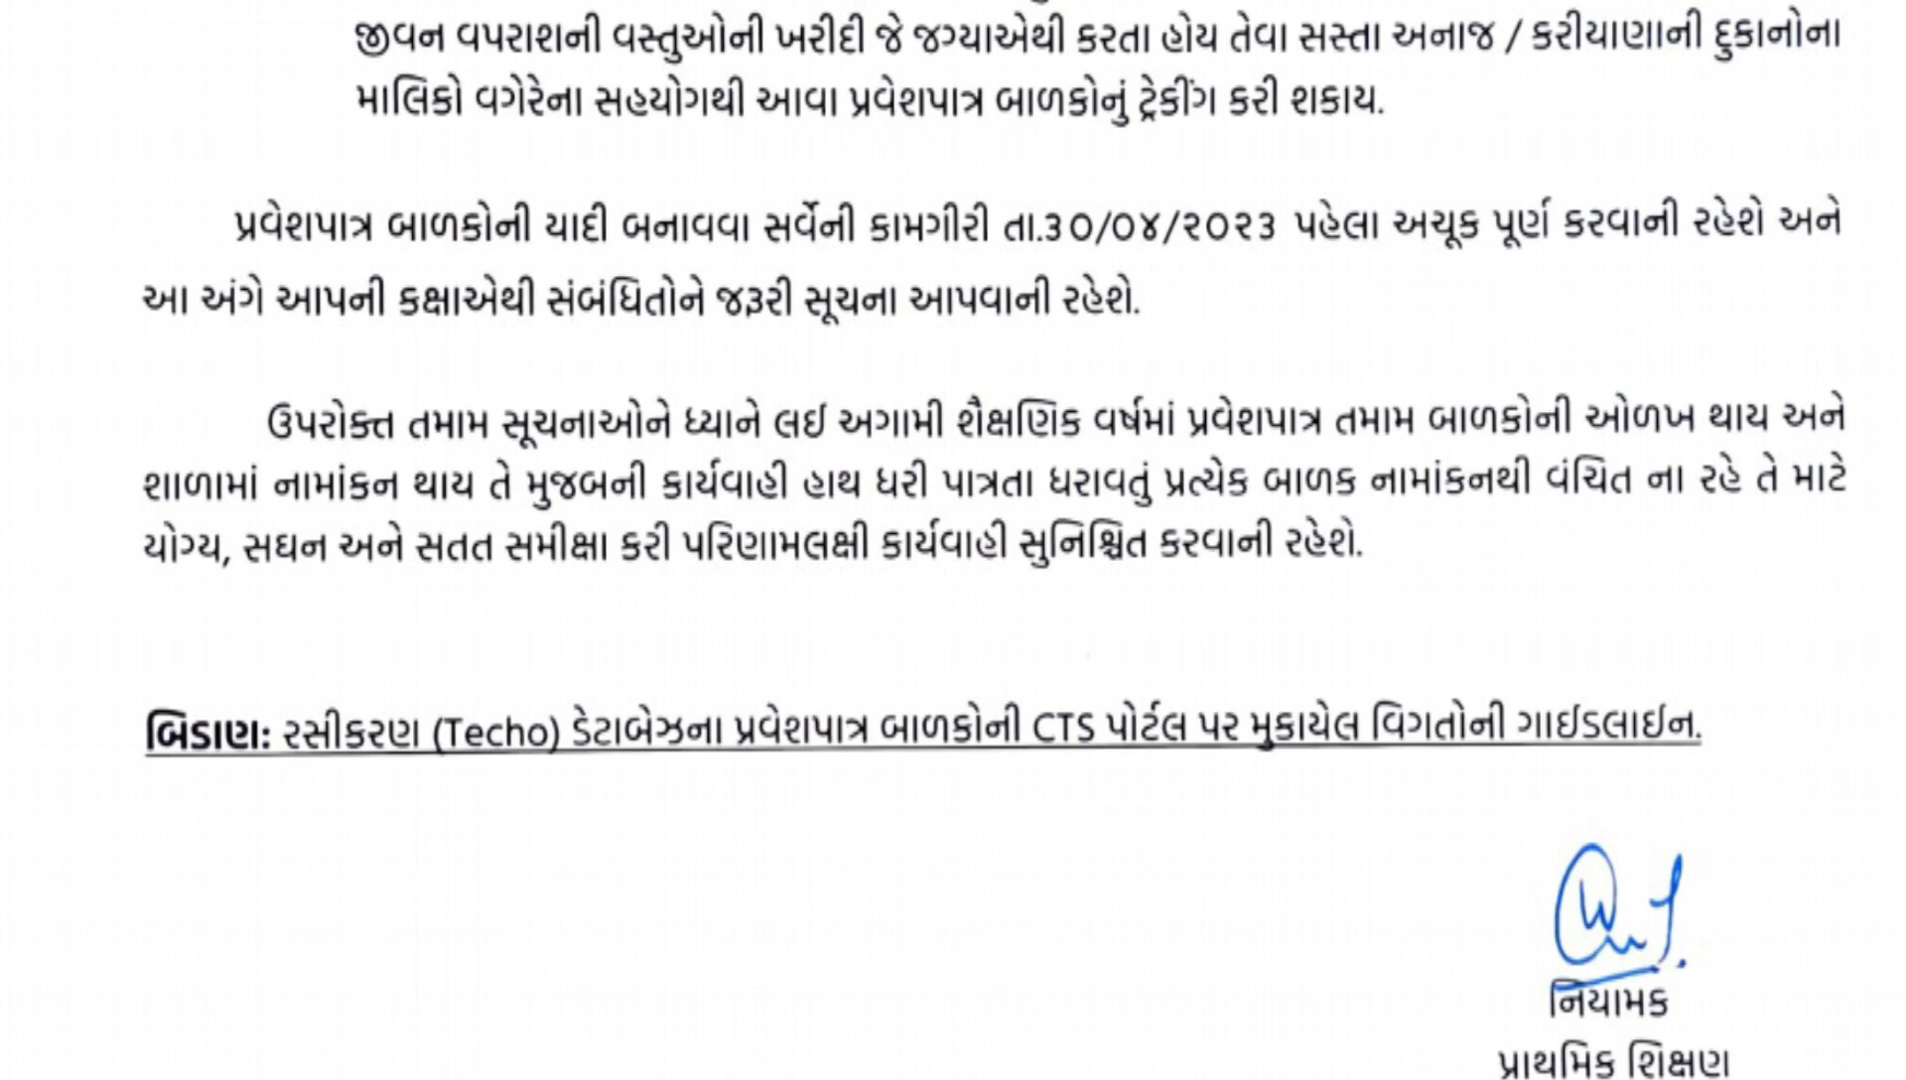 જીવન વપરાશની વસ્તુઓની ખરીદી જે જગ્યાએથી કરતા હોય તેવા સસ્તા અનાજ / કરીયાણાની દુકાનોના
માલિકો વગેરેના સહયોગથી આવા પ્રવેશપાત્ર બાળકોનું ટ્રેકીંગ કરી શકાય.
પ્રવેશપાત્ર બાળકોની યાદી બનાવવા સર્વેની કામગીરી તા.૩૦/૦૪/૨૦૨૩ પહેલા અચૂક પૂર્ણ કરવાની રહેશે અને
આ અંગે આપની કક્ષાએથી સંબંધિતોને જરૂરી સૂચના આપવાની રહેશે.
ઉપરોક્ત તમામ સૂચનાઓને ધ્યાને લઈ અગામી શૈક્ષણિક વર્ષમાં પ્રવેશપાત્ર તમામ બાળકોની ઓળખ થાય અને
શાળામાં નામાંકન થાય તે મુજબની કાર્યવાહી હાથ ધરી પાત્રતા ધરાવતું પ્રત્યેક બાળક નામાંકનથી વંચિત ના રહે તે માટે
યોગ્ય, સઘન અને સતત સમીક્ષા કરી પરિણામલક્ષી કાર્યવાહી સુનિશ્ચિત કરવાની રહેશે.
બિડાણ: રસીકરણ (Techo) ડેટાબેઝના પ્રવેશપાત્ર બાળકોની CTS પોર્ટલ પર મુકાયેલ વિગતોની ગાઈડલાઈન.
નિયામક
પ્રાથમિક શિક્ષણ